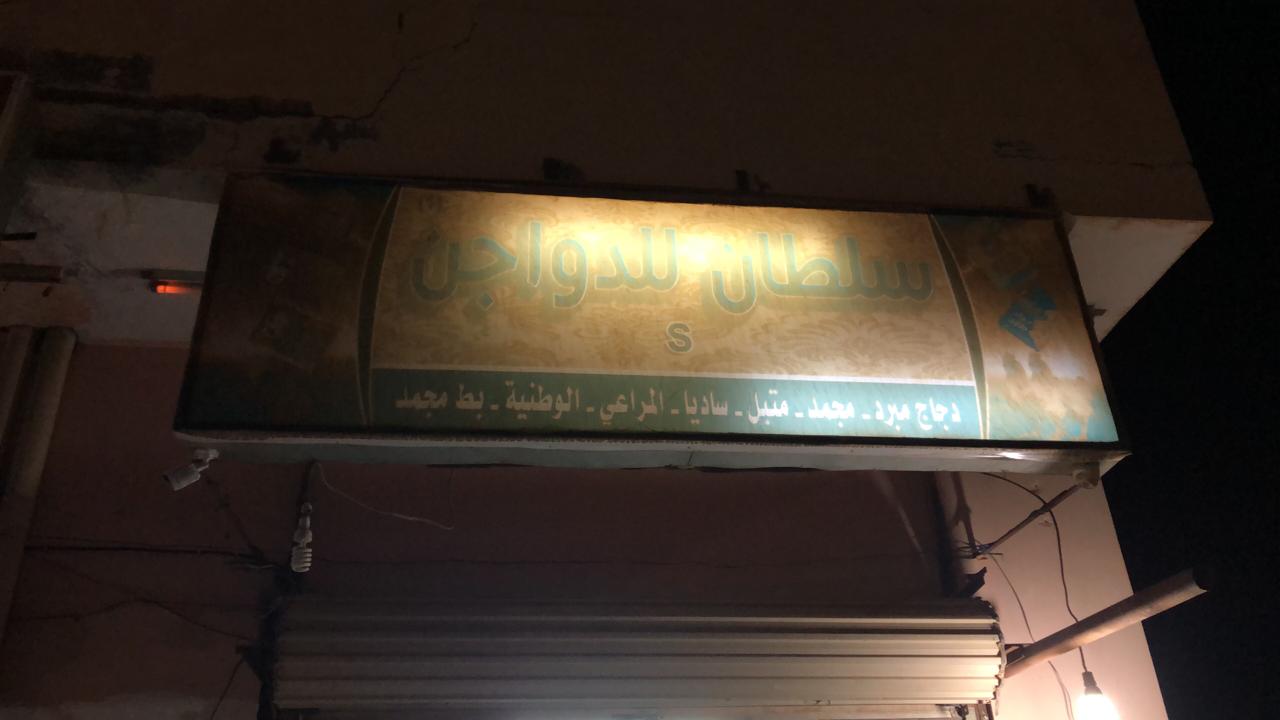 سلطان للدواجن
S
دجاج مبرد ـ مجمد ـ متبل ـ ساديا ـ المراعي ـ الوطنية ـ بط مجمد